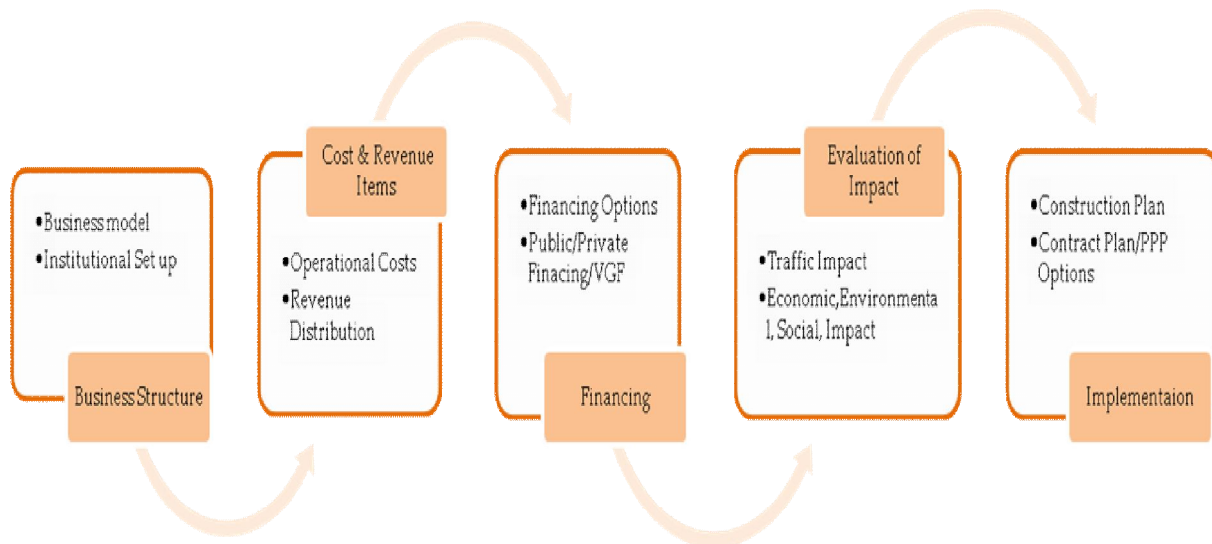 •Business model
•Institutional Set up
Business Structure
Cost & Revenue
Items
•Operational Costs
•Revenue
Distribution
•Financing Options
•Public/Private
Finacing/VGF
Financing
Evaluation of
Impact
•Traffic Impact
•Economic,Environmenta
l, Social, Impact
•Construction Plan
•Contract Plan/PPP
Options
Implementaion